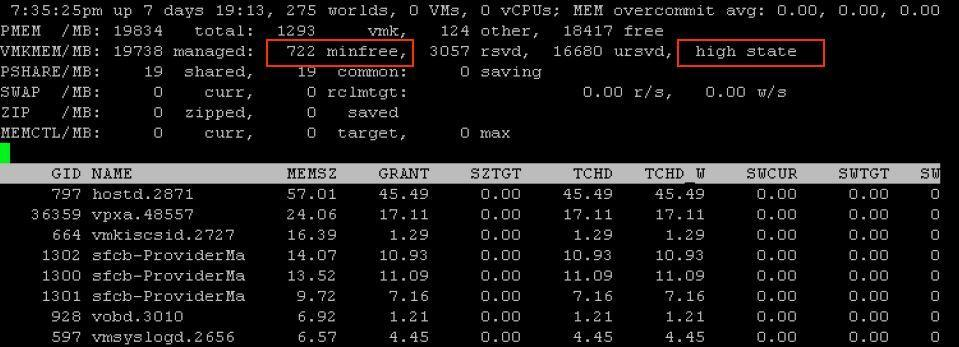 7:35:25pm up 7 days 19:13, 275 worlds, 0 VMs, 0 vCPUs; MEM overcommit avg: 0.00, 0.00, 0.00
PMEM /MB: 19834 total: 1293 vmk, 124 other, 18417 free
VMKMEM/MB: 19738 managed: 722 minfree, 3057 rsvd, 16680 ursvd, high state
PSHARE/MB: 19 shared, 19 common: 0 saving
SWAP /MB: 0 curr, 0 rclmtgt: 0.00 r/s, 0.00 w/s
ZIP /MB: 0 zipped, 0 saved
MEMCTL/MB: 0 curr, 0 target, 0 max
GID NAME MEMSZ GRANT SZTGT TCHD TCHD_W SWCUR SWTGT SW
797 hostd.2871 57.01 45.49 0.00 45.49 45.49 0.00 0.00 0
36359 vpxa.48557 24.06 17.11 0.00 17.11 17.11 0.00 0.00 0
664 vmkiscsid.2727 16.39 1.29 0.00 1.29 1.29 0.00 0.00 0
1302 sfcb-ProviderMa 14.07 10.93 0.00 10.93 10.93 0.00 0.00 0
1300 sfcb-ProviderMa 13.52 11.09 0.00 11.09 11.09 0.00 0.00 0
1301 sfcb-ProviderMa 9.72 7.16 0.00 7.16 7.16 0.00 0.00 0
928 vobd.3010 6.92 1.21 0.00 1.21 1.21 0.00 0.00 0
597 vmsyslogd.2656 6.57 4.45 0.00 4.45 4.45 0.00 0.00 0